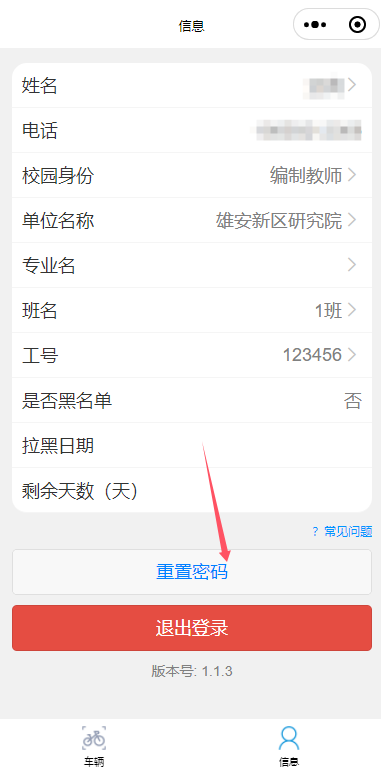 信息
姓名
电话
校园身份 编制教师
单位名称 雄安新区研究院
专业名
班名 1班
工号 123456
是否黑名单 否
拉黑日期
剩余天数（天）
？常见问题
重置密码
退出登录
版本号: 1.1.3
车辆 信息